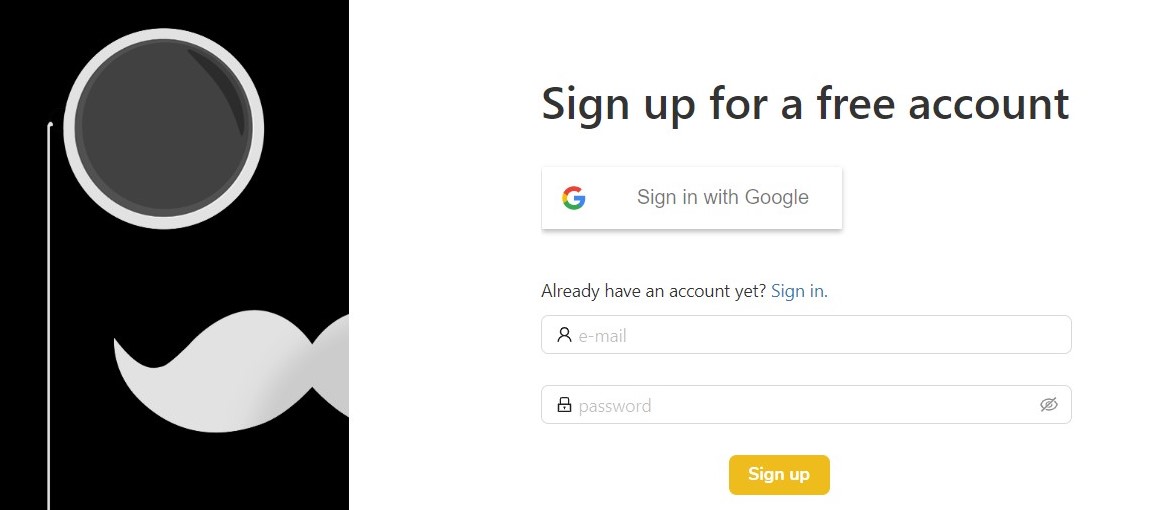 Sign up for a free account
Sign in with Google
Already have an account yet? Sign in.
e-mail
password
Sign up